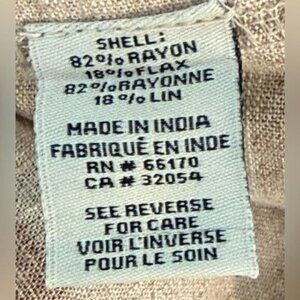 SHELL:
82% RAYON
18% FLAX
82% RAYONNE
18% LIN
MADE IN INDIA
FABRIQUÉ EN INDE
RN # 66170
CA # 32054
SEE REVERSE
FOR CARE
VOIR L'INVERSE
POUR LE SOIN